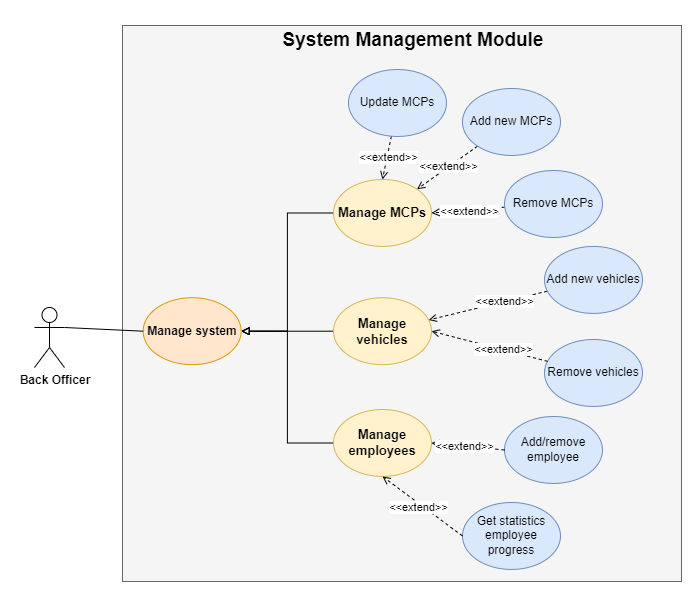 System Management Module
Update MCPs
Add new MCPs
<<extend>>
<<extend>>
Manage MCPs
<<extend>>
Remove MCPs
Add new vehicles
<<extend>>
Back Officer
Manage system
Manage
vehicles
<<extend>>
Remove vehicles
Manage
employees
<<extend>>
Add/remove
employee
<<extend>>
Get statistics
employee
progress